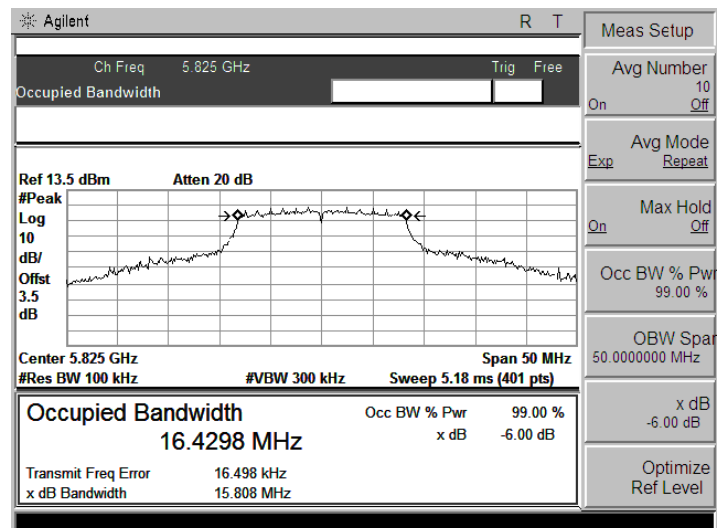 Agilent R T
Ch Freq 5.825 GHz Trig Free
Occupied Bandwidth
Ref 13.5 dBm Atten 20 dB
#Peak
Log
10
dB/
Offst
3.5
dB
Center 5.825 GHz Span 50 MHz
#Res BW 100 kHz #VBW 300 kHz Sweep 5.18 ms (401 pts)
Occupied Bandwidth Occ BW % Pwr 99.00 %
16.4298 MHz x dB -6.00 dB
Transmit Freq Error 16.498 kHz
x dB Bandwidth 15.808 MHz
Meas Setup
Avg Number
10
On Off
Avg Mode
Exp Repeat
Max Hold
On Off
Occ BW % Pwr
99.00 %
OBW Span
50.0000000 MHz
x dB
-6.00 dB
Optimize
Ref Level